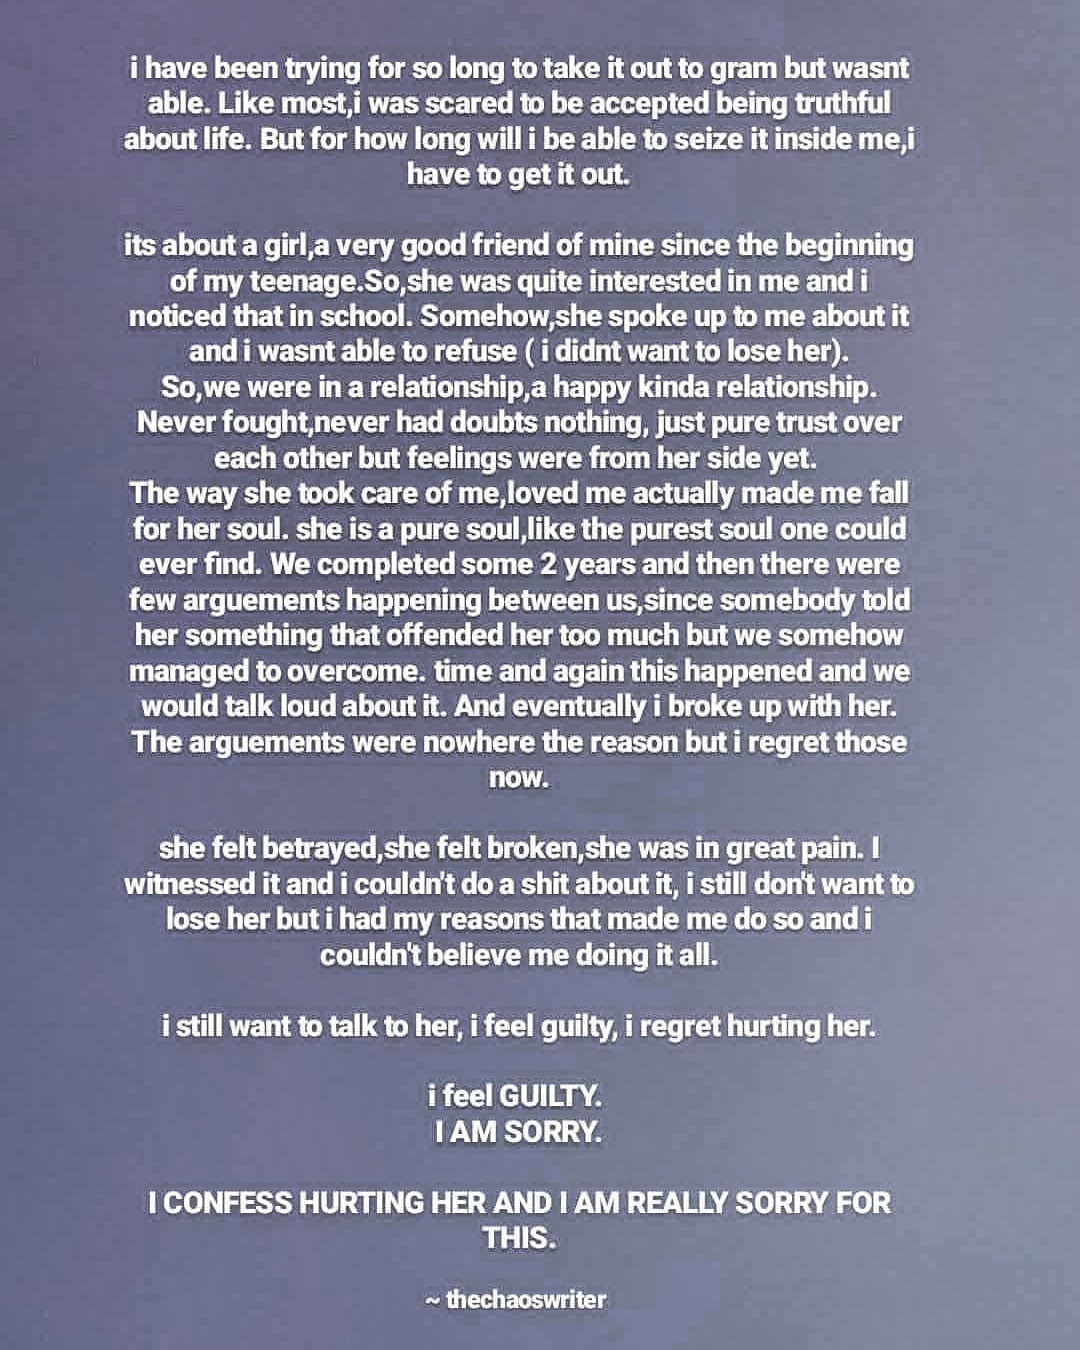 i have been trying for so long to take it out to gram but wasnt
able. Like most,i was scared to be accepted being truthful
about life. But for how long will i be able to seize it inside me,i
have to get it out.
its about a girl,a very good friend of mine since the beginning
of my teenage.So,she was quite interested in me and i
noticed that in school. Somehow,she spoke up to me about it
and i wasnt able to refuse ( i didnt want to lose her).
So,we were in a relationship,a happy kinda relationship.
Never fought,never had doubts nothing, just pure trust over
each other but feelings were from her side yet.
The way she took care of me,loved me actually made me fall
for her soul. she is a pure soul,like the purest soul one could
ever find. We completed some 2 years and then there were
few arguements happening between us,since somebody told
her something that offended her too much but we somehow
managed to overcome. time and again this happened and we
would talk loud about it. And eventually i broke up with her.
The arguements were nowhere the reason but i regret those
now.
she felt betrayed,she felt broken,she was in great pain. I
witnessed it and i couldn't do a shit about it, i still don't want to
lose her but i had my reasons that made me do so and i
couldn't believe me doing it all.
i still want to talk to her, i feel guilty, i regret hurting her.
i feel GUILTY.
I AM SORRY.
I CONFESS HURTING HER AND I AM REALLY SORRY FOR
THIS.
~ thechaoswriter